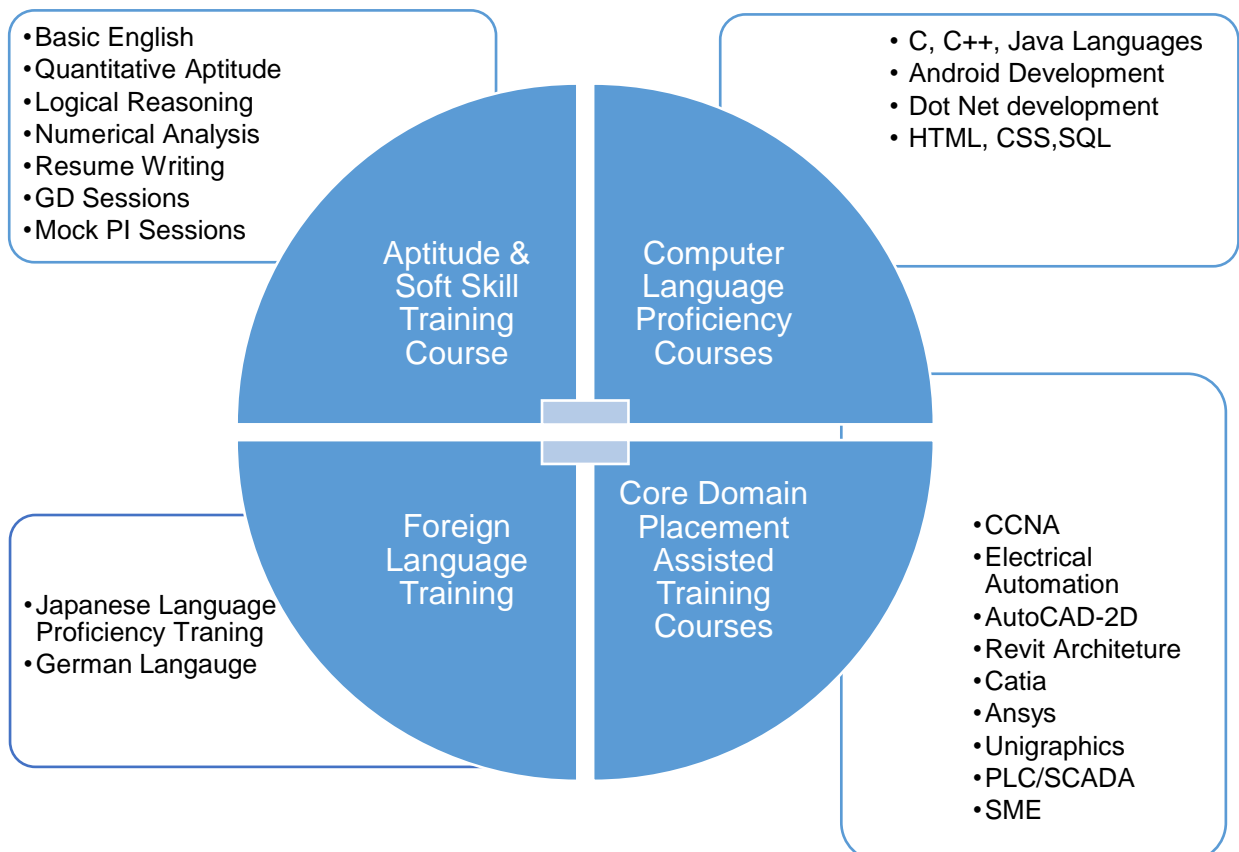 •Basic English
•Quantitative Aptitude
•Logical Reasoning
•Numerical Analysis
•Resume Writing
•GD Sessions
•Mock PI Sessions
• C, C++, Java Languages
• Android Development
• Dot Net development
• HTML, CSS,SQL
Aptitude &
Soft Skill
Training
Course
Computer
Language
Proficiency
Courses
Foreign
Language
Training
Core Domain
Placement
Assisted
Training
Courses
•Japanese Language
Proficiency Traning
•German Langauge
•CCNA
•Electrical
Automation
•AutoCAD-2D
•Revit Architeture
•Catia
•Ansys
•Unigraphics
•PLC/SCADA
•SME